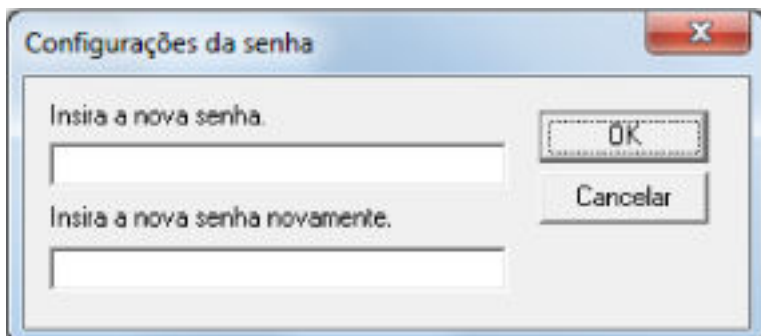 Configurações da senha
Insira a nova senha.
OK
Cancelar
Insira a nova senha novamente.